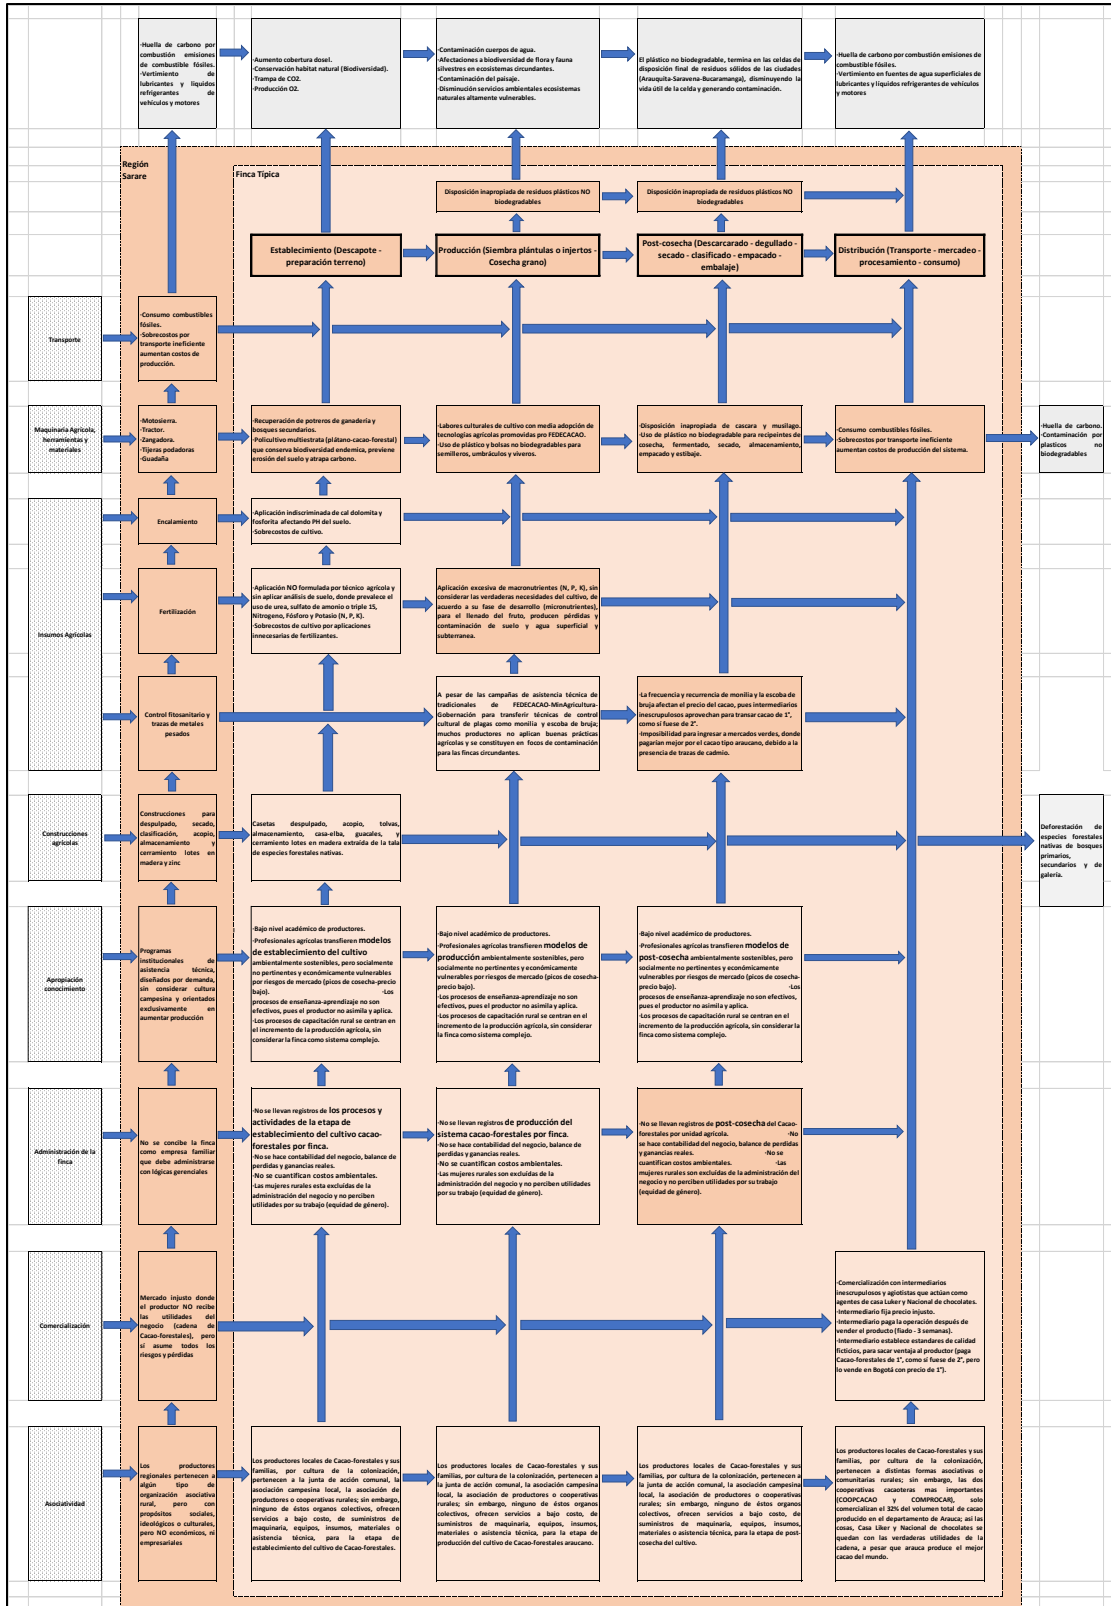 ·Huella de carbono por
combustión emisiones
de combustible fósiles.
·Vertimiento de
lubricantes y líquidos
refrigerantes de
vehículos y motores
·Aumento cobertura dosel.
·Conservación habitat natural (Biodiversidad).
·Trampa de CO2.
·Producción O2.
·Contaminación cuerpos de agua.
·Afectaciones a biodiversidad de flora y fauna
silvestres en ecosistemas circundantes.
·Contaminación del paisaje.
·Disminución servicios ambientales ecosistemas
naturales altamente vulnerables.
El plástico no biodegradable, termina en las celdas de
disposición final de residuos sólidos de las ciudades
(Arauquita-Saravena-Bucaramanga), disminuyendo la
vida útil de la celda y generando contaminación.
·Huella de carbono por combustión emisiones de
combustible fósiles.
·Vertimiento en fuentes de agua superficiales de
lubricantes y líquidos refrigerantes de vehículos
y motores
Región
Sarare
Finca Típica
Disposición inapropiada de residuos plásticos NO
biodegradables
Disposición inapropiada de residuos plásticos NO
biodegradables
Establecimiento (Descapote -
preparación terreno)
Producción (Siembra plántulas o injertos -
Cosecha grano)
Post-cosecha (Descarcarado - degullado -
secado - clasificado - empacado -
embalaje)
Distribución (Transporte - mercadeo -
procesamiento - consumo)
Transporte
·Consumo combustibles
fósiles.
·Sobrecostos por
transporte ineficiente
aumentan costos de
producción.
Maquinaria Agrícola,
herramientas y
materiales
·Motosierra.
·Tractor.
·Zangadora.
·Tijeras podadoras
·Guadaña
·Recuperación de potreros de ganadería y
bosques secundarios.
·Policultivo multiestrata (plátano-cacao-forestal)
que conserva biodiversidad endemica, previene
erosión del suelo y atrapa carbono.
·Labores culturales de cultivo con media adopción de
tecnologías agrícolas promovidas pro FEDECACAO.
·Uso de plástico y bolsas no biodegradables para
semilleros, umbráculos y viveros.
·Disposición inapropiada de cascara y musilago.
·Uso de plástico no biodegradable para recipeintes de
cosecha, fermentado, secado, almacenamiento,
empacado y estibaje.
·Consumo combustibles fósiles.
·Sobrecostos por transporte ineficiente
aumentan costos de producción del sistema.
·Huella de carbono.
·Contaminación por
plasticos no
biodegradables
Insumos Agrícolas
Encalamiento
·Aplicación indiscriminada de cal dolomita y
fosforita afectando PH del suelo.
·Sobrecostos de cultivo.
Fertilización
·Aplicación NO formulada por técnico agrícola y
sin aplicar análisis de suelo, donde prevalece el
uso de urea, sulfato de amonio o triple 15,
Nitrogeno, Fósforo y Potasio (N, P, K).
·Sobrecostos de cultivo por aplicaciones
innecesarias de fertilizantes.
Aplicación excesiva de macronutrientes (N, P, K), sin
considerar las verdaderas necesidades del cultivo, de
acuerdo a su fase de desarrollo (micronutrientes),
para el llenado del fruto, producen pérdidas y
contaminación de suelo y agua superficial y
subterranea.
Control fitosanitario y
trazas de metales
pesados
A pesar de las campañas de asistencia técnica de
tradicionales de FEDECACAO-MinAgricultura-
Gobernación para transferir técnicas de control
cultural de plagas como monilia y escoba de bruja;
muchos productores no aplican buenas prácticas
agrícolas y se constituyen en focos de contaminación
para las fincas circundantes.
·La frecuencia y recurrencia de monilia y la escoba de
bruja afectan el precio del cacao, pues intermediarios
inescrupulosos aprovechan para transar cacao de 1°,
como sí fuese de 2°.
·Imposibilidad para ingresar a mercados verdes, donde
pagarían mejor por el cacao tipo araucano, debido a la
presencia de trazas de cadmio.
Construcciones
agrícolas
Construcciones para
despulpado, secado,
clasificación, acopio,
almacenamiento y
cerramiento lotes en
madera y zinc
Casetas despulpado, acopio, tolvas,
almacenamiento, casa-elba, guacales, y
cerramiento lotes en madera extraída de la tala
de especies forestales nativas.
Deforestación de
especies forestales
nativas de bosques
primarios,
secundarios y de
galería.
Apropiación
conocimiento
Programas
institucionales de
asistencia técnica,
diseñados por demanda,
sin considerar cultura
campesina y orientados
exclusivamente en
aumentar producción
·Bajo nivel académico de productores.
·Profesionales agrícolas transfieren modelos
de establecimiento del cultivo
ambientalmente sostenibles, pero socialmente
no pertinentes y económicamente vulnerables
por riesgos de mercado (picos de cosecha-precio
bajo). ·Los
procesos de enseñanza-aprendizaje no son
efectivos, pues el productor no asimila y aplica.
·Los procesos de capacitación rural se centran en
el incremento de la producción agrícola, sin
considerar la finca como sistema complejo.
·Bajo nivel académico de productores.
·Profesionales agrícolas transfieren modelos de
producción ambientalmente sostenibles, pero
socialmente no pertinentes y económicamente
vulnerables por riesgos de mercado (picos de cosecha-
precio bajo).
·Los procesos de enseñanza-aprendizaje no son
efectivos, pues el productor no asimila y aplica.
·Los procesos de capacitación rural se centran en el
incremento de la producción agrícola, sin considerar la
finca como sistema complejo.
·Bajo nivel académico de productores.
·Profesionales agrícolas transfieren modelos de
post-cosecha ambientalmente sostenibles, pero
socialmente no pertinentes y económicamente
vulnerables por riesgos de mercado (picos de cosecha-
precio bajo). ·Los
procesos de enseñanza-aprendizaje no son efectivos,
pues el productor no asimila y aplica.
·Los procesos de capacitación rural se centran en el
incremento de la producción agrícola, sin considerar la
finca como sistema complejo.
Administración de la
finca
No se concibe la finca
como empresa familiar
que debe administrarse
con lógicas gerenciales
·No se llevan registros de los procesos y
actividades de la etapa de
establecimiento del cultivo cacao-
forestales por finca.
·No se hace contabilidad del negocio, balance de
perdidas y ganancias reales.
·No se cuantifican costos ambientales.
·Las mujeres rurales esta excluidas de la
administración del negocio y no perciben
utilidades por su trabajo (equidad de género).
·No se llevan registros de producción del
sistema cacao-forestales por finca.
·No se hace contabilidad del negocio, balance de
perdidas y ganancias reales.
·No se cuantifican costos ambientales.
·Las mujeres rurales son excluídas de la
administración del negocio y no perciben utilidades
por su trabajo (equidad de género).
·No se llevan registros de post-cosecha del Cacao-
forestales por unidad agrícola. ·No
se hace contabilidad del negocio, balance de perdidas
y ganancias reales. ·No se
cuantifican costos ambientales. ·Las
mujeres rurales son excluidas de la administración del
negocio y no perciben utilidades por su trabajo
(equidad de género).
Comercialización
Mercado injusto donde
el productor NO recibe
las utilidades del
negocio (cadena de
Cacao-forestales), pero
sí asume todos los
riesgos y pérdidas
·Comercialización con intermediarios
inescrupulosos y agiotistas que actúan como
agentes de casa Luker y Nacional de chocolates.
·Intermediario fija precio injusto.
·Intermediario paga la operación después de
vender el producto (fiado - 3 semanas).
·Intermediario establece estandares de calidad
ficticios, para sacar ventaja al productor (paga
Cacao-forestales de 1°, como sí fuese de 2°, pero
lo vende en Bogotá con precio de 1°).
Asociatividad
Los productores
regionales pertenecen a
algún tipo de
organización asociativa
rural, pero con
propósitos sociales,
ideológicos o culturales,
pero NO económicos, ni
empresariales
Los productores locales de Cacao-forestales y sus
familias, por cultura de la colonización,
pertenecen a la junta de acción comunal, la
asociación campesina local, la asociación de
productores o cooperativas rurales; sin embargo,
ninguno de éstos organos colectivos, ofrecen
servicios a bajo costo, de suministros de
maquinaria, equipos, insumos, materiales o
asistencia técnica, para la etapa de
establecimiento del cultivo de Cacao-forestales.
Los productores locales de Cacao-forestales y sus
familias, por cultura de la colonización, pertenecen a
la junta de acción comunal, la asociación campesina
local, la asociación de productores o cooperativas
rurales; sin embargo, ninguno de éstos organos
colectivos, ofrecen servicios a bajo costo, de
suministros de maquinaria, equipos, insumos,
materiales o asistencia técnica, para la etapa de
producción del cultivo de Cacao-forestales araucano.
Los productores locales de Cacao-forestales y sus
familias, por cultura de la colonización, pertenecen a
la junta de acción comunal, la asociación campesina
local, la asociación de productores o cooperativas
rurales; sin embargo, ninguno de éstos organos
colectivos, ofrecen servicios a bajo costo, de
suministros de maquinaria, equipos, insumos,
materiales o asistencia técnica, para la etapa de post-
cosecha del cultivo.
Los productores locales de Cacao-forestales y sus
familias, por cultura de la colonización,
pertenecen a distintas formas asociativas o
comunitarias rurales; sin embargo, las dos
cooperativas cacaoteras mas importantes
(COOPCACAO y COMPROCAR), solo
comercializan el 32% del volumen total de cacao
producido en el departamento de Arauca; asi las
cosas, Casa Liker y Nacional de chocolates se
quedan con las verdaderas utilidades de la
cadena, a pesar que arauca produce el mejor
cacao del mundo.